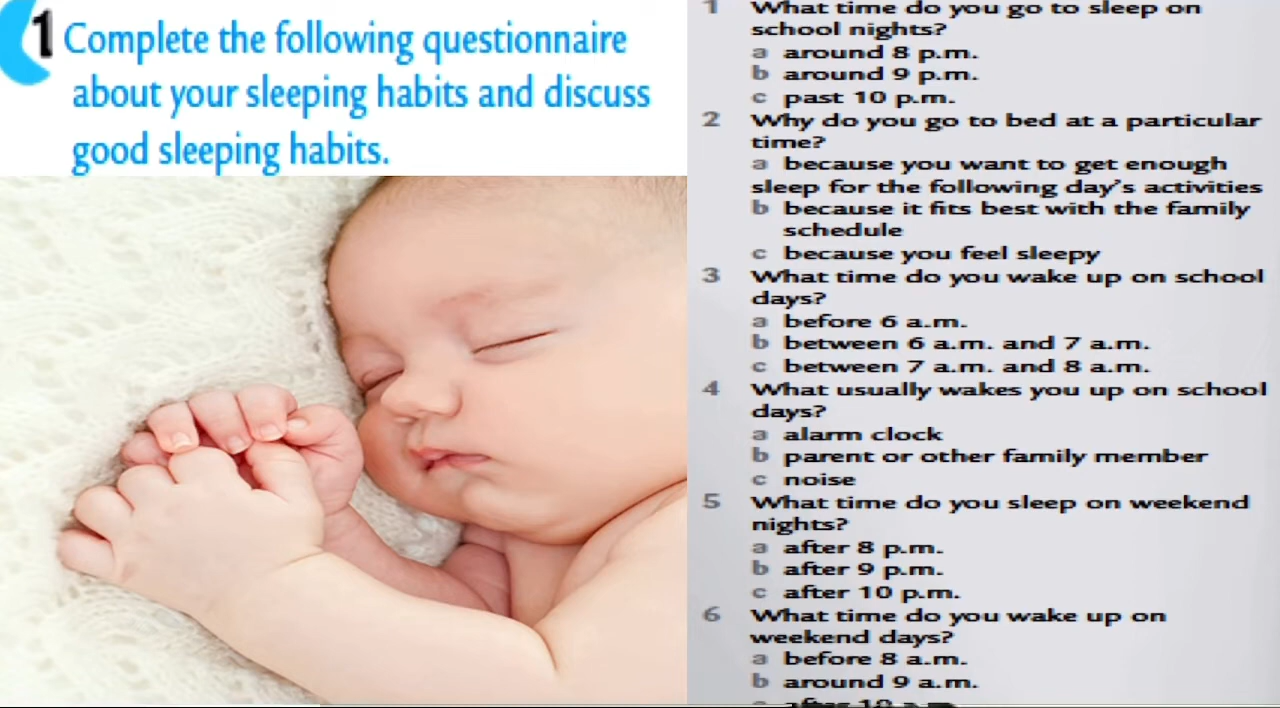 1 Complete the following questionnaire
about your sleeping habits and discuss
good sleeping habits.
1 What time do you go to sleep on
school nights?
a around 8 p.m.
b around 9 p.m.
c past 10 p.m.
2 Why do you go to bed at a particular
time?
a because you want to get enough
sleep for the following day's activities
b because it fits best with the family
schedule
c because you feel sleepy
3 What time do you wake up on school
days?
a before 6 a.m.
b between 6 a.m. and 7 a.m.
c between 7 a.m. and 8 a.m.
4 What usually wakes you up on school
days?
a alarm clock
b parent or other family member
c noise
5 What time do you sleep on weekend
nights?
a after 8 p.m.
b after 9 p.m.
c after 10 p.m.
6 What time do you wake up on
weekend days?
a before 8 a.m.
b around 9 a.m.
c after 10